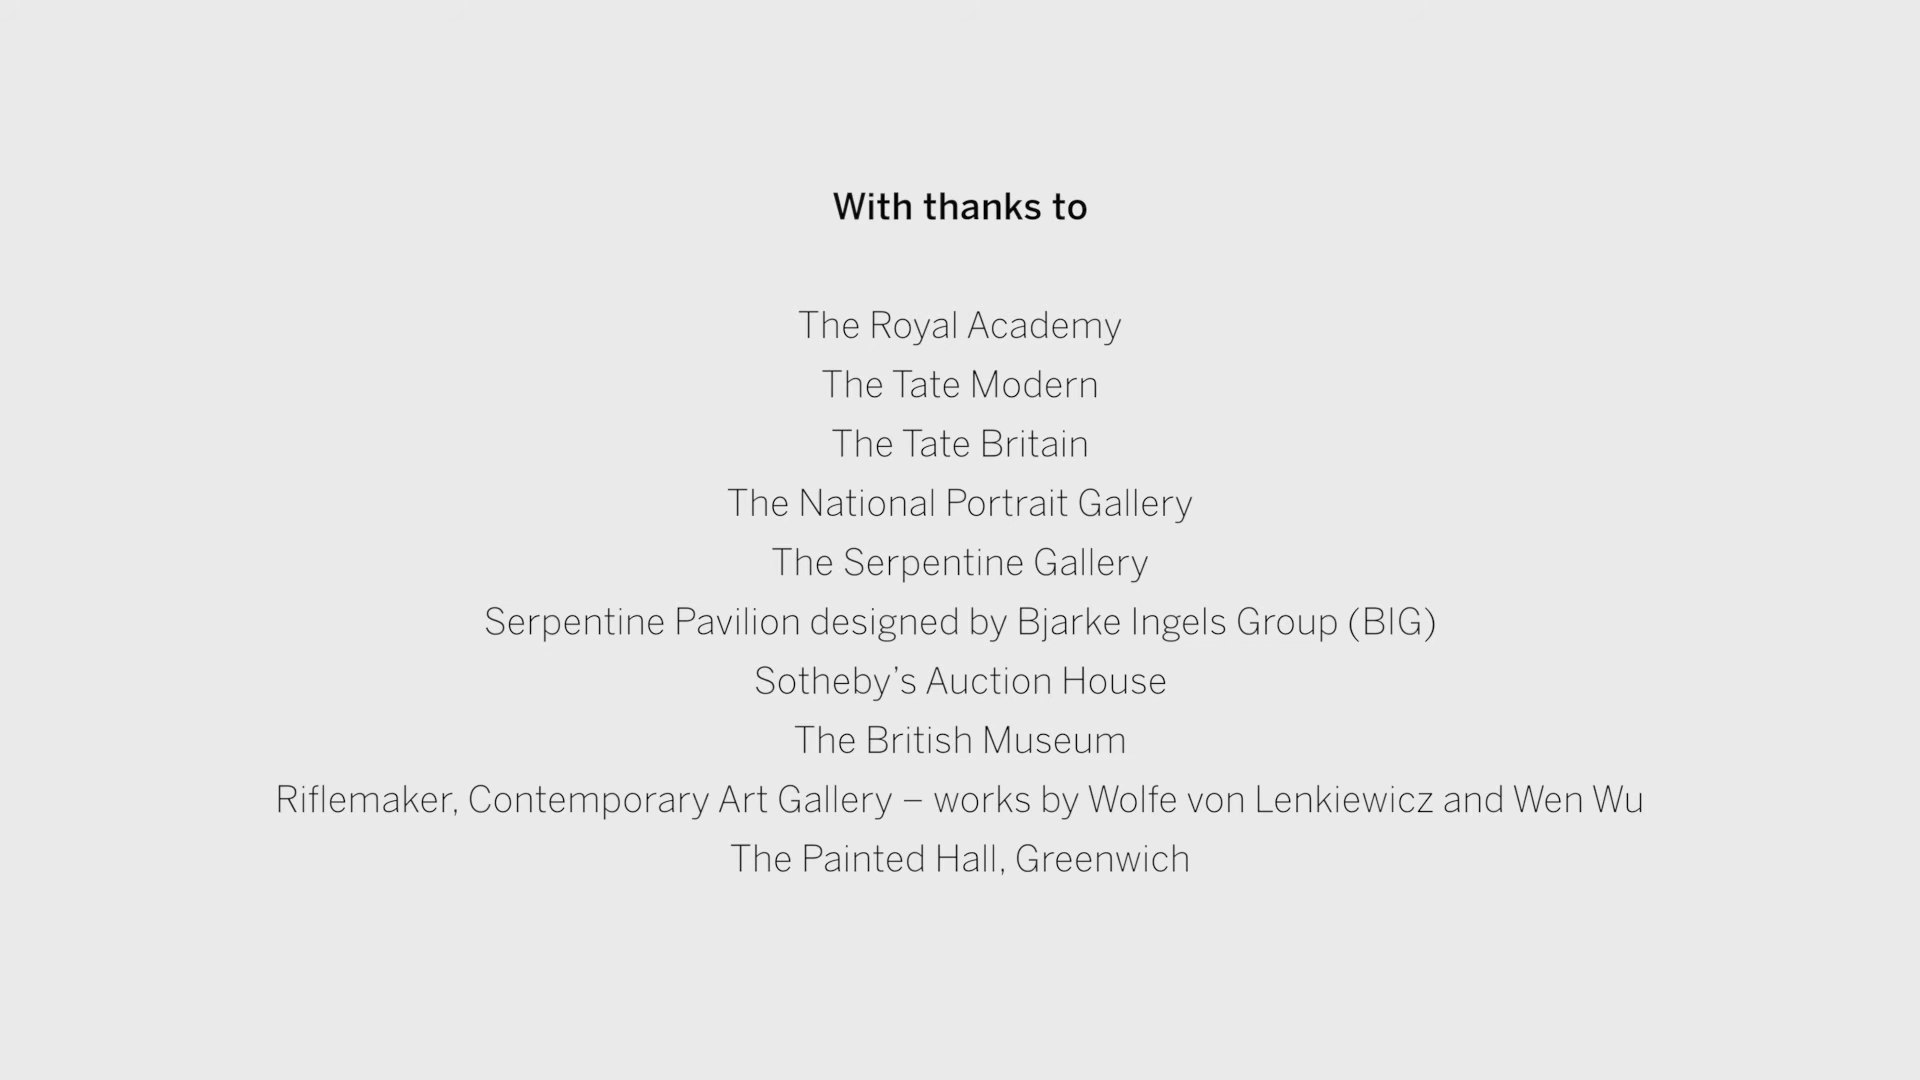 With thanks to
The Royal Academy
The Tate Modern
The Tate Britain
The National Portrait Gallery
The Serpentine Gallery
Serpentine Pavilion designed by Bjarke Ingels Group (BIG)
Sotheby’s Auction House
The British Museum
Riflemaker, Contemporary Art Gallery – works by Wolfe von Lenkiewicz and Wen Wu
The Painted Hall, Greenwich